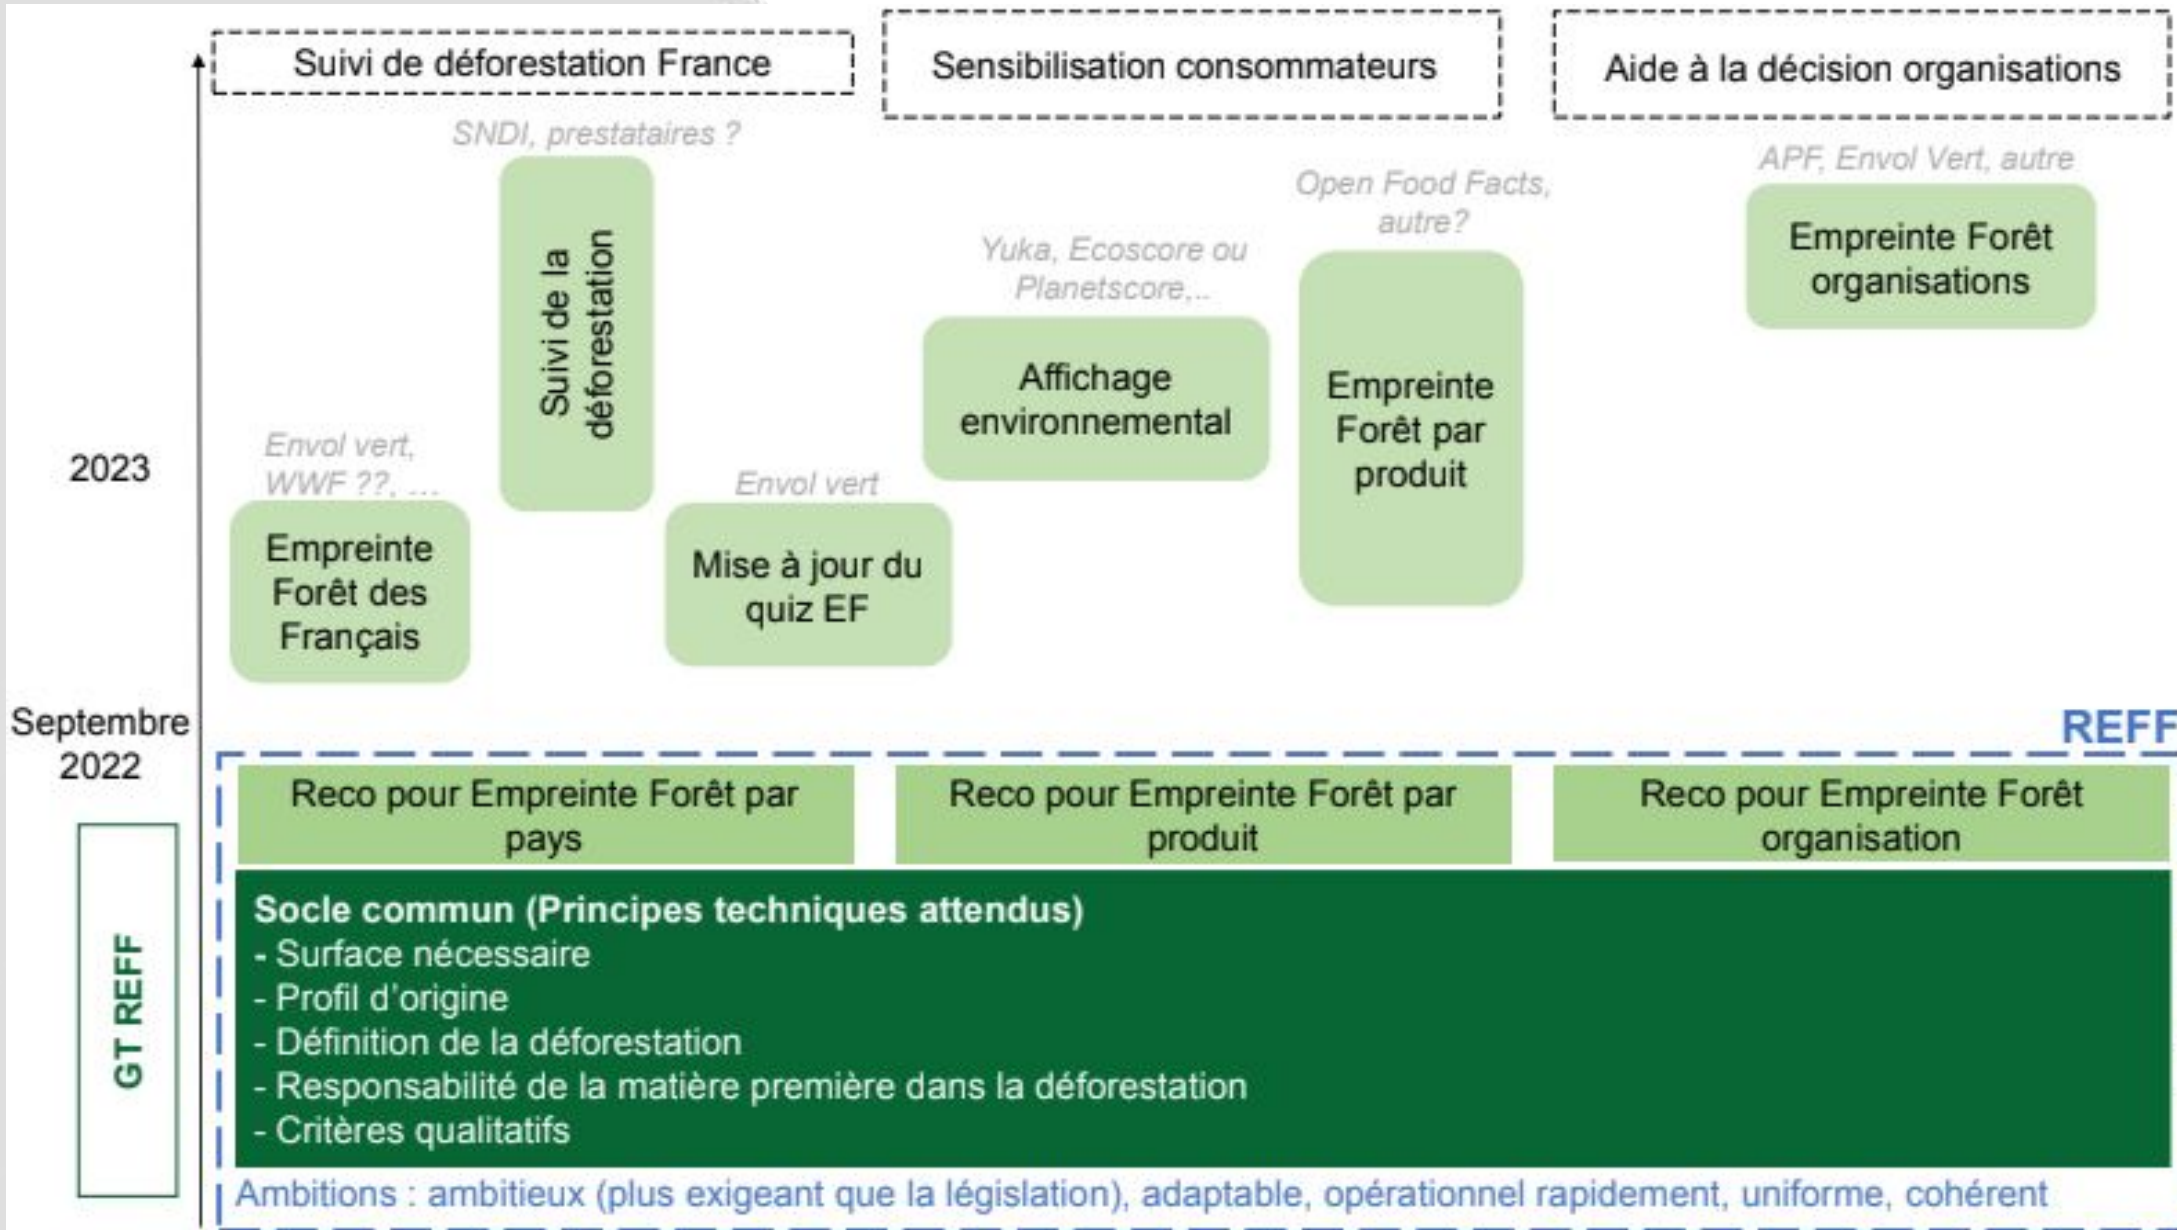 Suivi de déforestation France
Sensibilisation consommateurs
Aide à la décision organisations
SNDI, prestataires ?
Suivi de la
déforestation
Envol vert,
WWF ??, ...
Empreinte
Forêt des
Français
Envol vert
Mise à jour du
quiz EF
Yuka, Ecoscore ou
Planetscore,..
Affichage
environnemental
Open Food Facts,
autre?
Empreinte
Forêt par
produit
APF, Envol Vert, autre
Empreinte Forêt
organisations
2023
Septembre
2022
REFF
Reco pour Empreinte Forêt par
pays
Reco pour Empreinte Forêt par
produit
Reco pour Empreinte Forêt
organisation
GT REFF
Socle commun (Principes techniques attendus)
- Surface nécessaire
- Profil d'origine
- Définition de la déforestation
- Responsabilité de la matière première dans la déforestation
- Critères qualitatifs
Ambitions : ambitieux (plus exigeant que la législation), adaptable, opérationnel rapidement, uniforme, cohérent